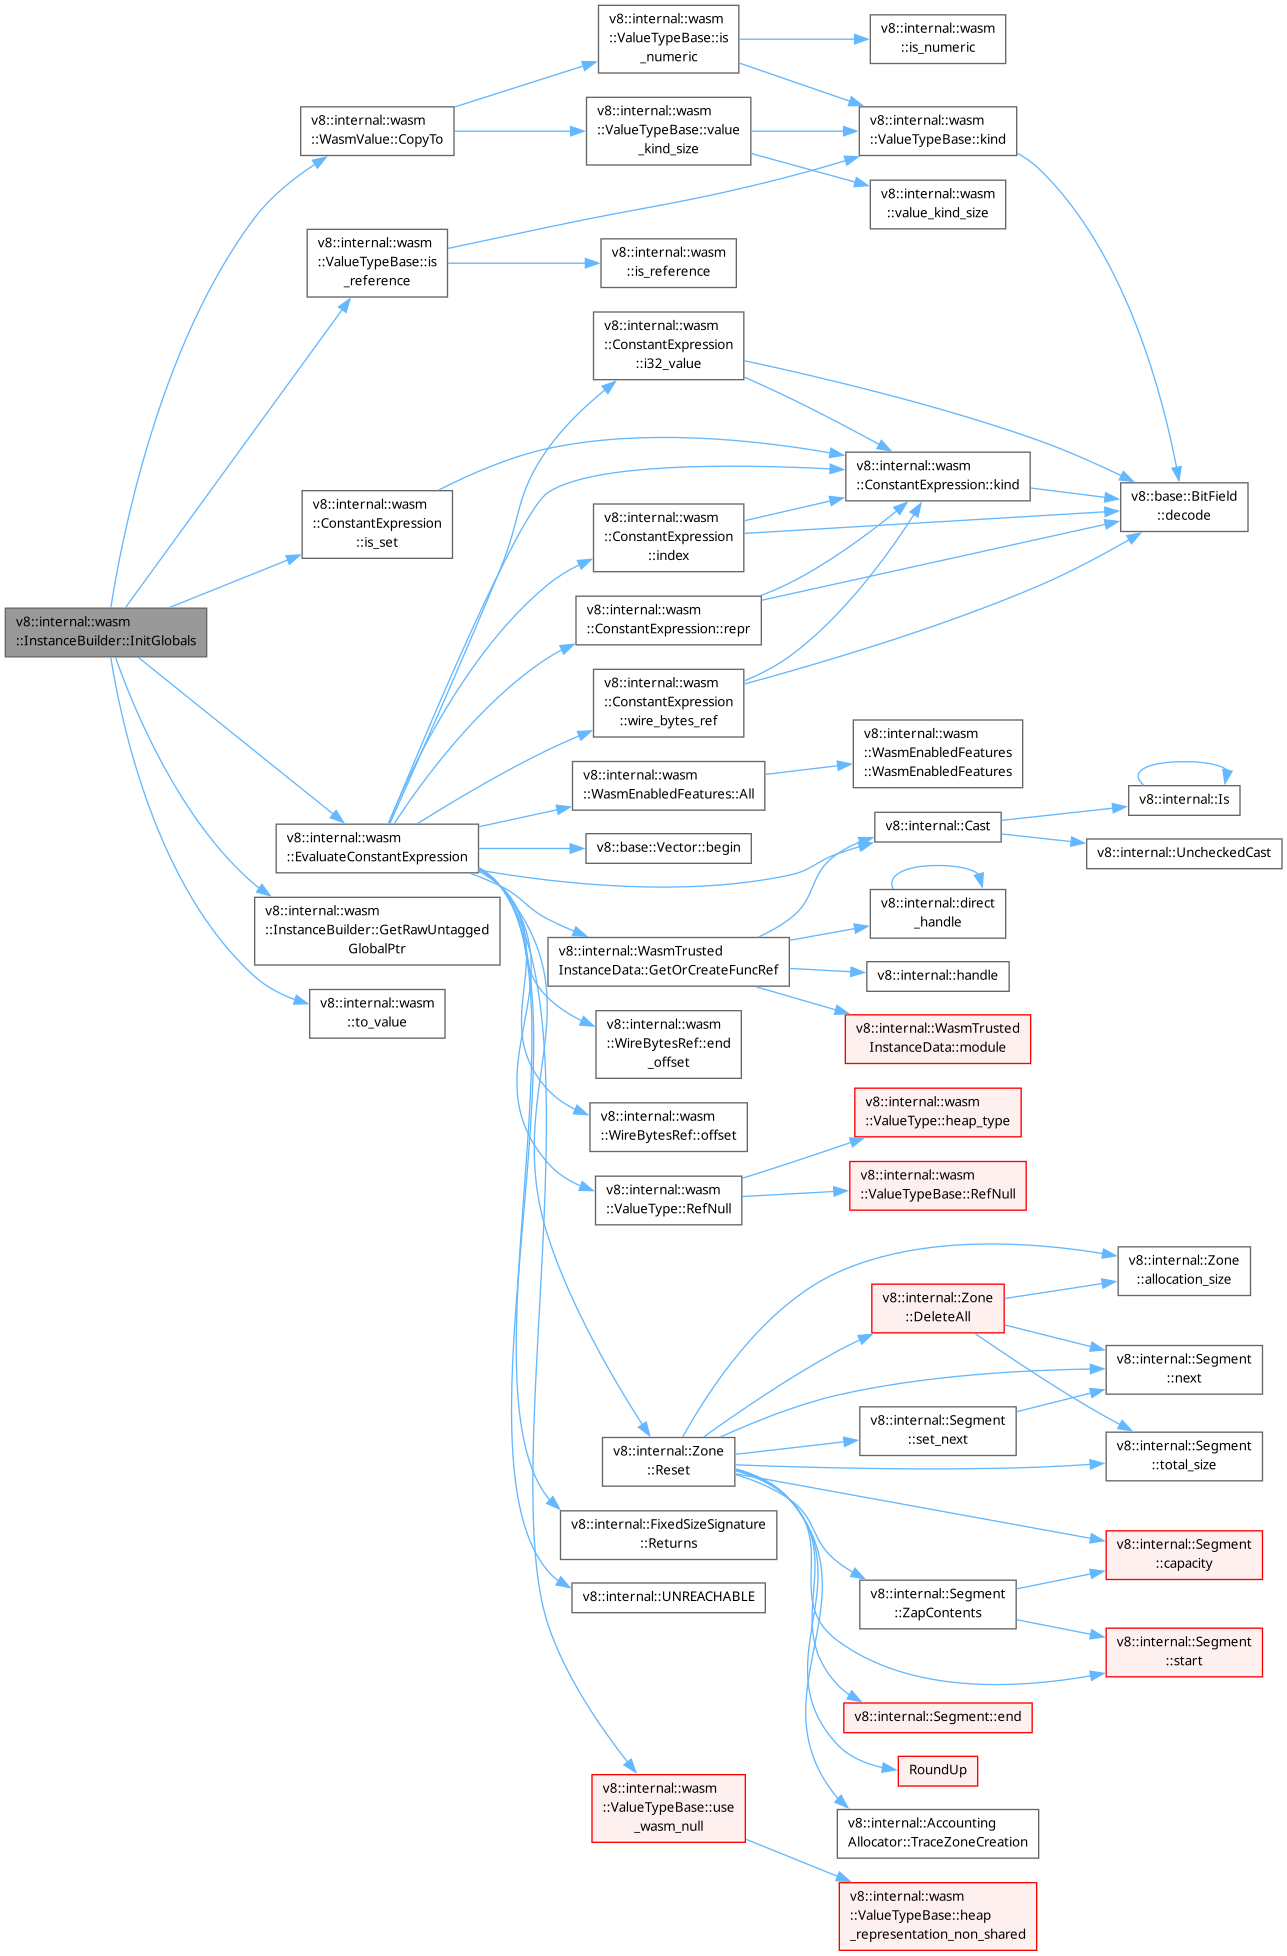 v8::internal::wasm
::InstanceBuilder::InitGlobals
v8::internal::wasm
::WasmValue::CopyTo
v8::internal::wasm
::ValueTypeBase::is
_reference
v8::internal::wasm
::ConstantExpression
::is_set
v8::internal::wasm
::EvaluateConstantExpression
v8::internal::wasm
::InstanceBuilder::GetRawUntagged
GlobalPtr
v8::internal::wasm
::to_value
v8::internal::wasm
::ValueTypeBase::is
_numeric
v8::internal::wasm
::ValueTypeBase::value
_kind_size
v8::internal::wasm
::is_reference
v8::internal::wasm
::ConstantExpression
::i32_value
v8::internal::wasm
::ConstantExpression
::index
v8::internal::wasm
::ConstantExpression::repr
v8::internal::wasm
::ConstantExpression
::wire_bytes_ref
v8::internal::wasm
::WasmEnabledFeatures::All
v8::base::Vector::begin
v8::internal::WasmTrusted
InstanceData::GetOrCreateFuncRef
v8::internal::wasm
::WireBytesRef::end
_offset
v8::internal::wasm
::WireBytesRef::offset
v8::internal::wasm
::ValueType::RefNull
v8::internal::Zone
::Reset
v8::internal::FixedSizeSignature
::Returns
v8::internal::UNREACHABLE
v8::internal::wasm
::ValueTypeBase::use
_wasm_null
v8::internal::wasm
::is_numeric
v8::internal::wasm
::ValueTypeBase::kind
v8::internal::wasm
::value_kind_size
v8::internal::wasm
::ConstantExpression::kind
v8::internal::wasm
::WasmEnabledFeatures
::WasmEnabledFeatures
v8::internal::Cast
v8::internal::direct
_handle
v8::internal::handle
v8::internal::WasmTrusted
InstanceData::module
v8::internal::wasm
::ValueType::heap_type
v8::internal::wasm
::ValueTypeBase::RefNull
v8::internal::Zone
::DeleteAll
v8::internal::Segment
::set_next
v8::internal::Segment
::ZapContents
v8::internal::Segment::end
RoundUp
v8::internal::Accounting
Allocator::TraceZoneCreation
v8::internal::wasm
::ValueTypeBase::heap
_representation_non_shared
v8::base::BitField
::decode
v8::internal::Is
v8::internal::UncheckedCast
v8::internal::Zone
::allocation_size
v8::internal::Segment
::next
v8::internal::Segment
::total_size
v8::internal::Segment
::capacity
v8::internal::Segment
::start